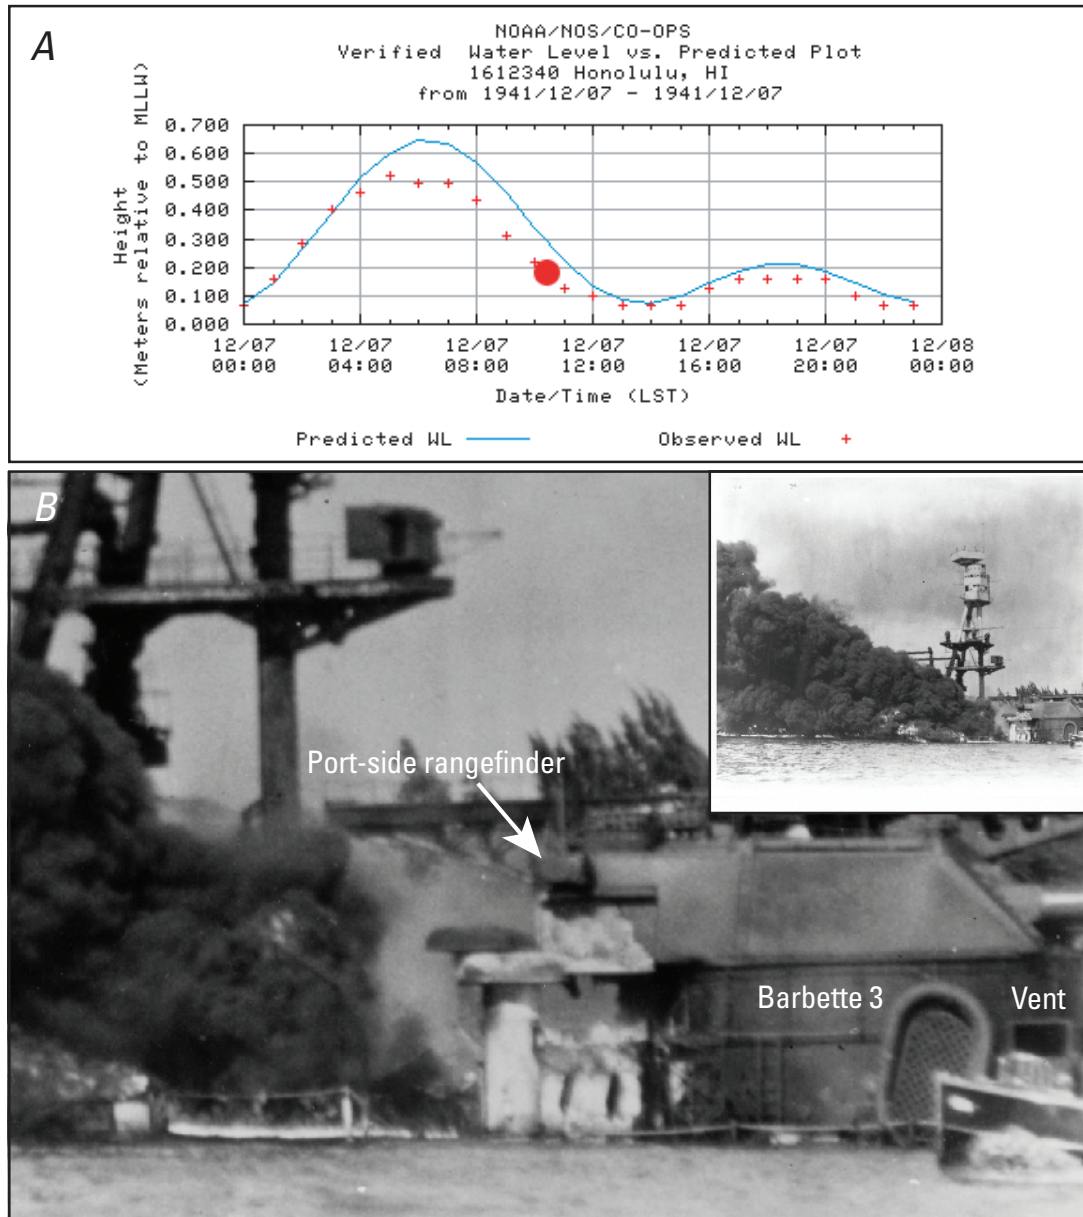 A
NOAA/NOS/CO-OPS
Verified Water Level vs. Predicted Plot
1612340 Honolulu, HI
from 1941/12/07 - 1941/12/07
Height
(Meters relative to MLLW)
0.700
0.600
0.500
0.400
0.300
0.200
0.100
0.000
12/07 12/07 12/07 12/07 12/07 12/07 12/08
00:00 04:00 08:00 12:00 16:00 20:00 00:00
Date/Time (LST)
Predicted WL Observed WL
B
Port-side rangefinder
Barbette 3 Vent